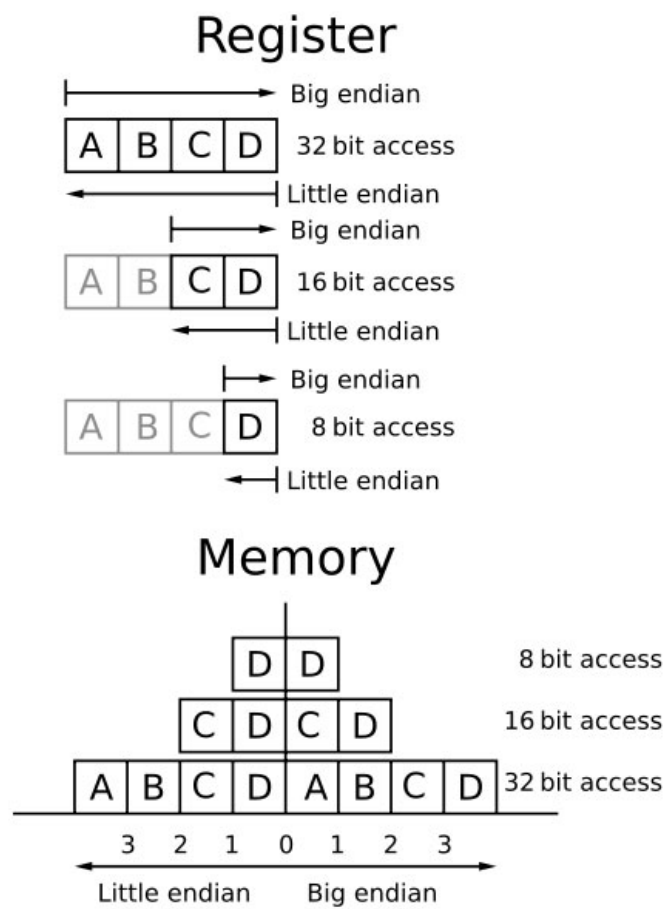 Register
Big endian
A B C D 32 bit access
Little endian
Big endian
A B C D 16 bit access
Little endian
Big endian
A B C D 8 bit access
Little endian
Memory
D D 8 bit access
C D C D 16 bit access
A B C D A B C D 32 bit access
3 2 1 0 1 2 3
Little endian Big endian